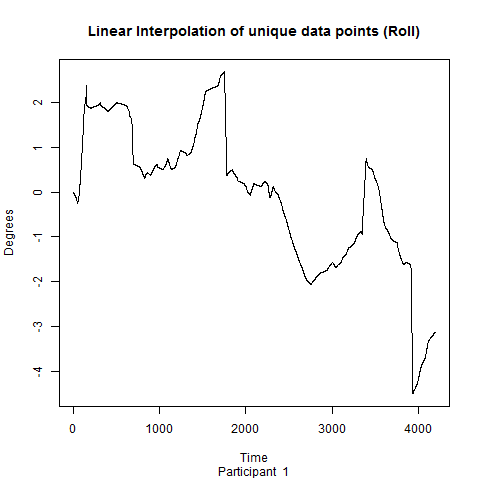 Linear Interpolation of unique data points (Roll)
2
1
0
-1
-2
-3
-4
Degrees
0 1000 2000 3000 4000
Time
Participant 1